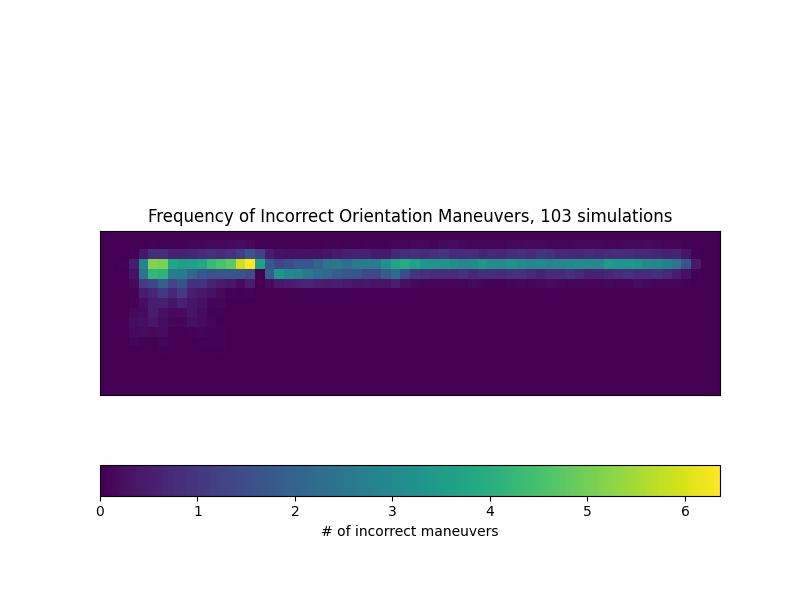 Frequency of Incorrect Orientation Maneuvers, 103 simulations
0 1 2 3 4 5 6
# of incorrect maneuvers